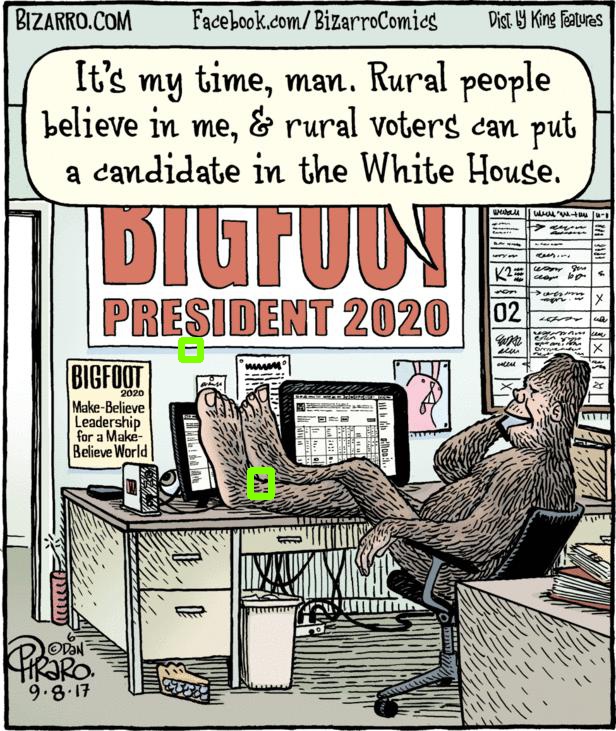 BIZARRO.COM
Facebook.com/BizarroComics
Dist. by King Features
It's my time, man. Rural people
believe in me, & rural voters can put
a candidate in the White House.
BIGFOOT
PRESIDENT 2020
K2
02
X
X
BIGFOOT
2020
Make-Believe
Leadership
for a Make-
Believe World
©DAN
PIRARO.
9.8.17